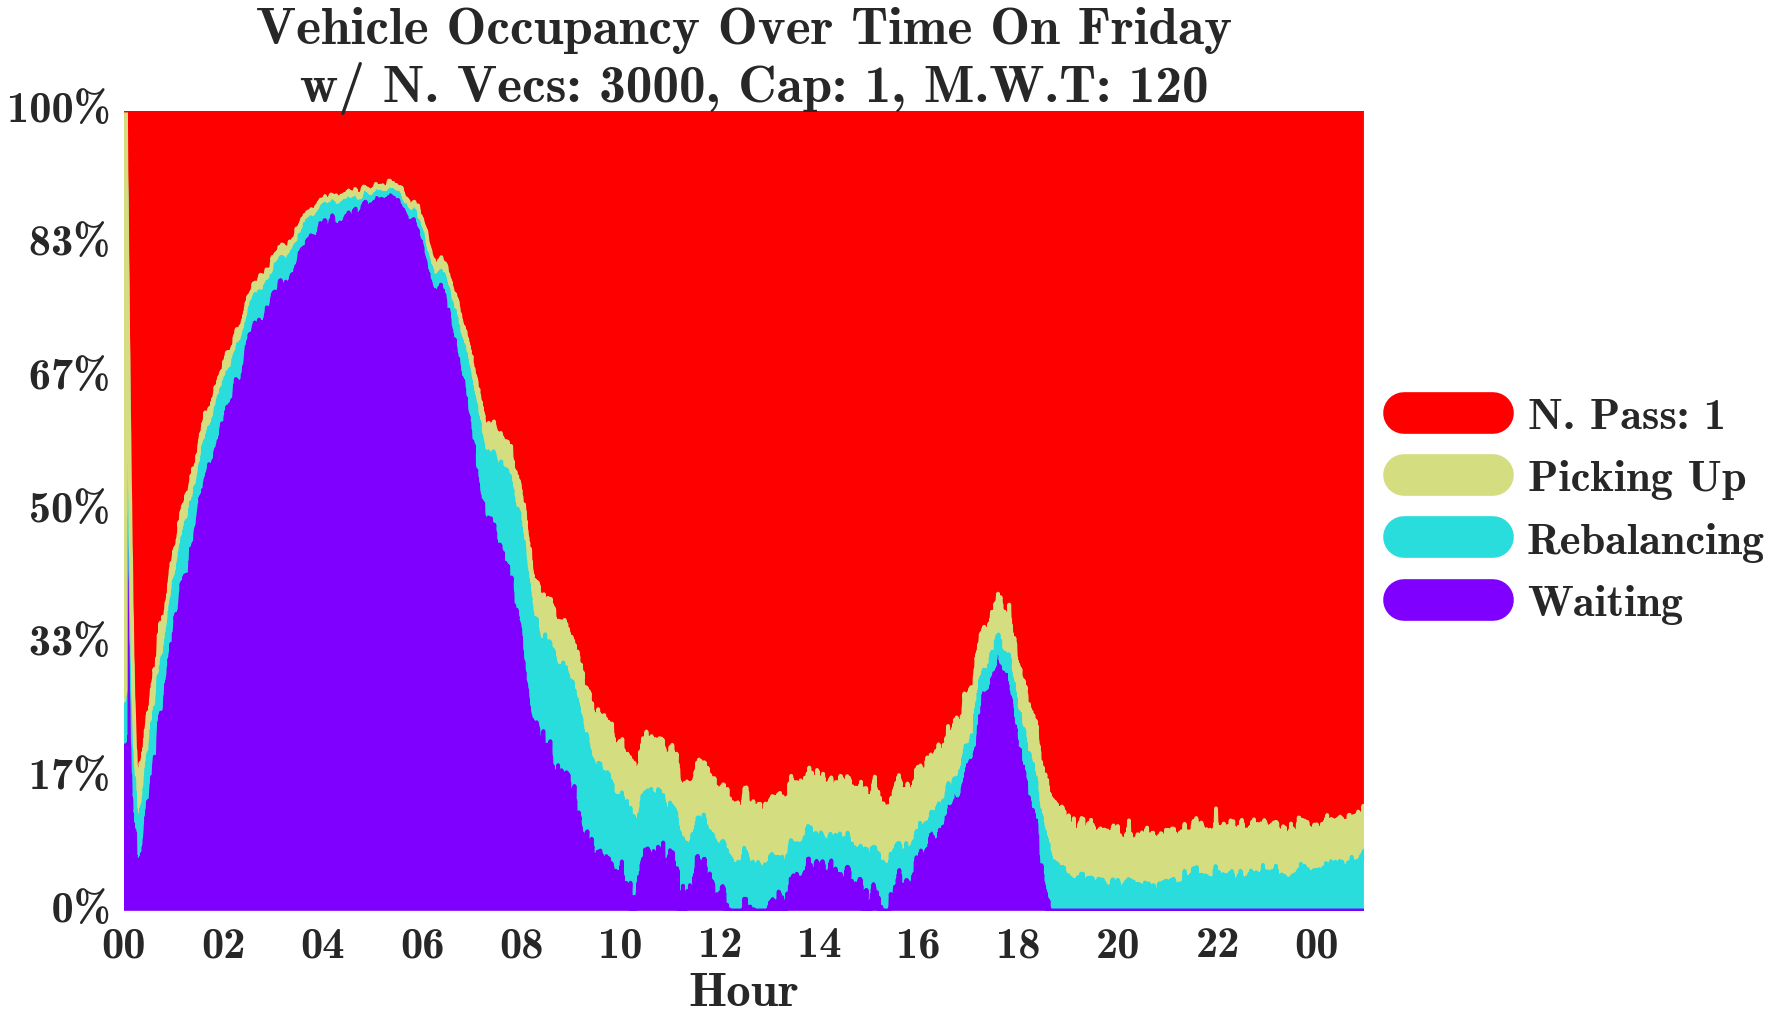 Vehicle Occupancy Over Time On Friday
w/ N. Vecs: 3000, Cap: 1, M.W.T: 120
100%
83%
67%
50%
33%
17%
0%
00 02 04 06 08 10 12 14 16 18 20 22 00
Hour
N. Pass: 1
Picking Up
Rebalancing
Waiting